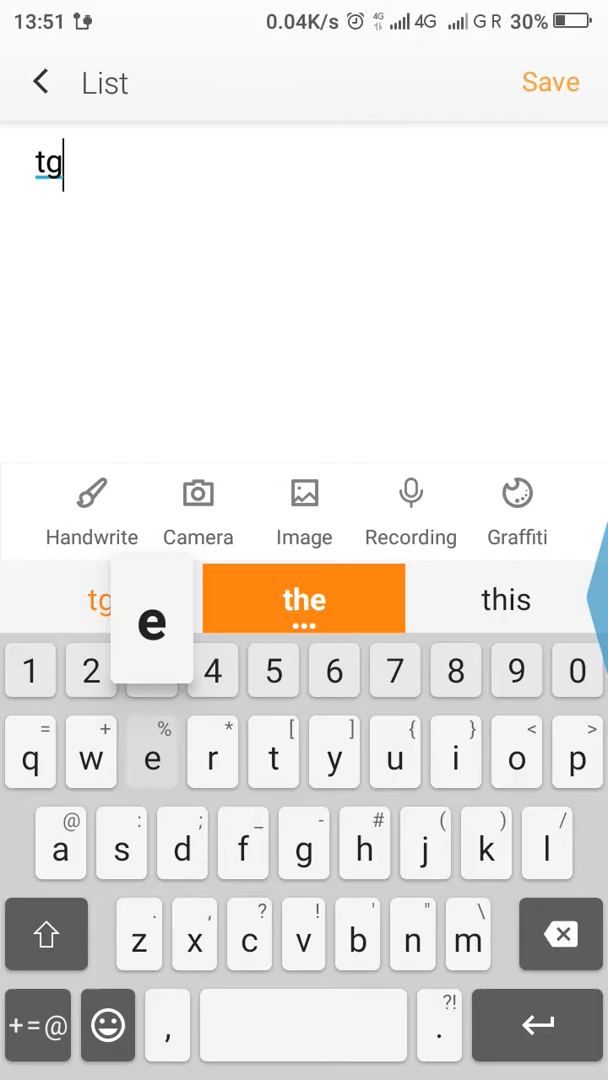 13:51 0.04K/s 4G 4G G R 30%
List Save
tg
Handwrite Camera Image Recording Graffiti
tg the this
e
1 2 4 5 6 7 8 9 0
= + % * [ ] { } < >
q w e r t y u i o p
@ : ; _ - # ( ) /
a s d f g h j k l
. , ? ! ' " \
z x c v b n m
?!
+=@ , .